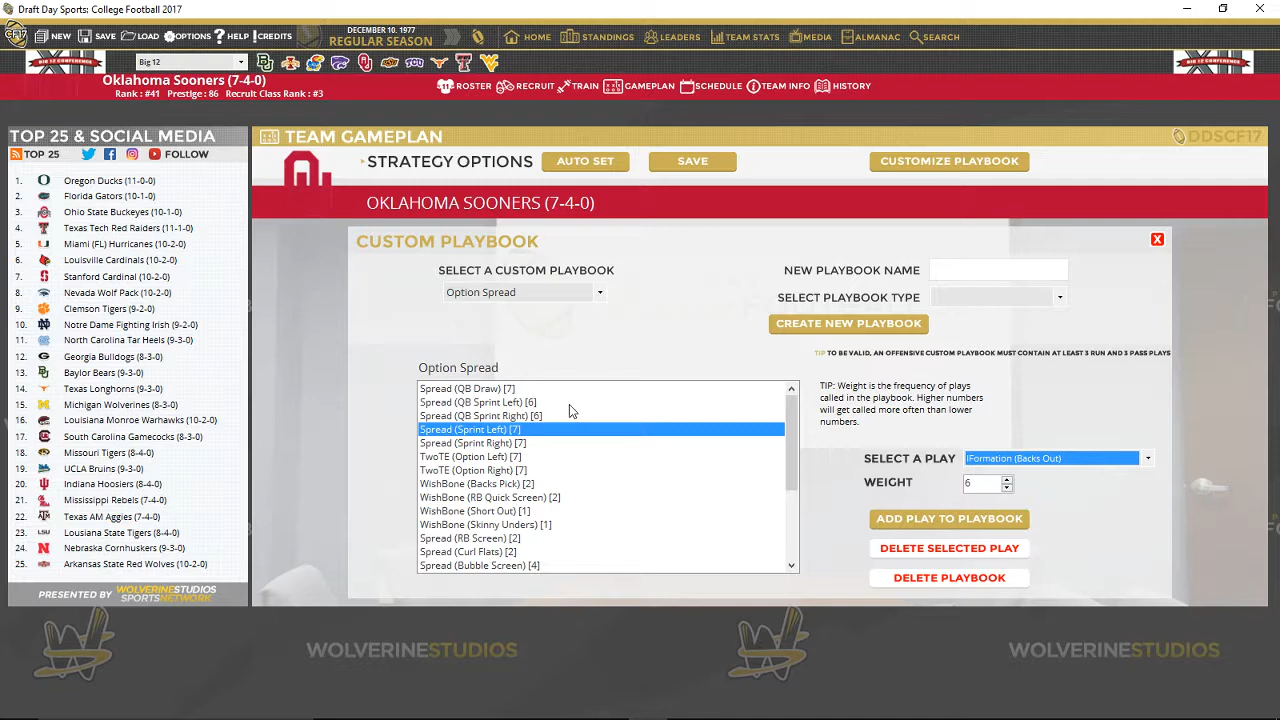 Draft Day Sports: College Football 2017
NEW SAVE LOAD OPTIONS HELP CREDITS DECEMBER 10, 1977 REGULAR SEASON HOME STANDINGS LEADERS TEAM STATS MEDIA ALMANAC SEARCH
BIG 12 CONFERENCE Big 12 BIG 12 CONFERENCE
Oklahoma Sooners (7-4-0)
Rank : #41 Prestige : 86 Recruit Class Rank : #3
ROSTER RECRUIT TRAIN GAMEPLAN SCHEDULE TEAM INFO HISTORY
TOP 25 & SOCIAL MEDIA
TOP 25 FOLLOW
1. Oregon Ducks (11-0-0)
2. Florida Gators (10-1-0)
3. Ohio State Buckeyes (10-1-0)
4. Texas Tech Red Raiders (11-1-0)
5. Miami (FL) Hurricanes (10-2-0)
6. Louisville Cardinals (10-2-0)
7. Stanford Cardinal (10-2-0)
8. Nevada Wolf Pack (10-2-0)
9. Clemson Tigers (9-2-0)
10. Notre Dame Fighting Irish (9-2-0)
11. North Carolina Tar Heels (9-3-0)
12. Georgia Bulldogs (8-3-0)
13. Baylor Bears (9-3-0)
14. Texas Longhorns (9-3-0)
15. Michigan Wolverines (8-3-0)
16. Louisiana Monroe Warhawks (10-2-0)
17. South Carolina Gamecocks (8-3-0)
18. Missouri Tigers (8-4-0)
19. UCLA Bruins (9-3-0)
20. Indiana Hoosiers (8-4-0)
21. Mississippi Rebels (7-4-0)
22. Texas AM Aggies (7-4-0)
23. Lousiana State Tigers (8-4-0)
24. Nebraska Cornhuskers (9-3-0)
25. Arkansas State Red Wolves (10-2-0)
PRESENTED BY WOLVERINESTUDIOS SPORTSNETWORK
TEAM GAMEPLAN DDSCF17
STRATEGY OPTIONS AUTO SET SAVE CUSTOMIZE PLAYBOOK
OKLAHOMA SOONERS (7-4-0)
CUSTOM PLAYBOOK X
SELECT A CUSTOM PLAYBOOK
Option Spread
NEW PLAYBOOK NAME
SELECT PLAYBOOK TYPE
CREATE NEW PLAYBOOK
TIP TO BE VALID, AN OFFENSIVE CUSTOM PLAYBOOK MUST CONTAIN AT LEAST 3 RUN AND 3 PASS PLAYS
Option Spread
Spread (QB Draw) [7]
Spread (QB Sprint Left) [6]
Spread (QB Sprint Right) [6]
Spread (Sprint Left) [7]
Spread (Sprint Right) [7]
TwoTE (Option Left) [7]
TwoTE (Option Right) [7]
WishBone (Backs Pick) [2]
WishBone (RB Quick Screen) [2]
WishBone (Short Out) [1]
WishBone (Skinny Unders) [1]
Spread (RB Screen) [2]
Spread (Curl Flats) [2]
Spread (Bubble Screen) [4]
TIP: Weight is the frequency of plays
called in the playbook. Higher numbers
will get called more often than lower
numbers.
SELECT A PLAY IFormation (Backs Out)
WEIGHT 6
ADD PLAY TO PLAYBOOK
DELETE SELECTED PLAY
DELETE PLAYBOOK
WOLVERINESTUDIOS WOLVERINESTUDIOS